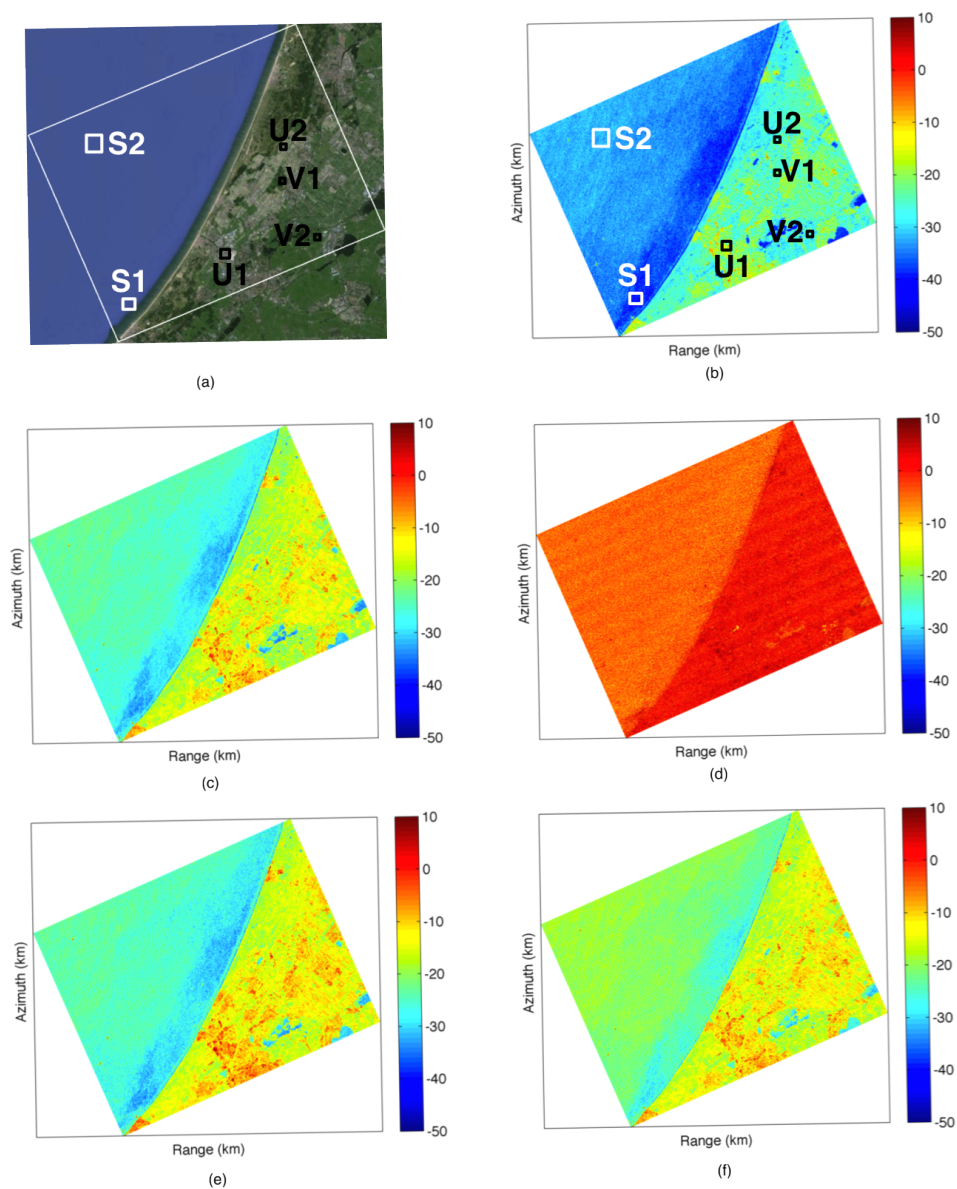 S2
U2
V1
V2
U1
S1
(a)
Azimuth (km)
S2
U2
V1
V2
U1
S1
Range (km)
10
0
-10
-20
-30
-40
-50
(b)
Azimuth (km)
Range (km)
10
0
-10
-20
-30
-40
-50
(c)
Azimuth (km)
Range (km)
10
0
-10
-20
-30
-40
-50
(d)
Azimuth (km)
Range (km)
10
0
-10
-20
-30
-40
-50
(e)
Azimuth (km)
Range (km)
10
0
-10
-20
-30
-40
-50
(f)